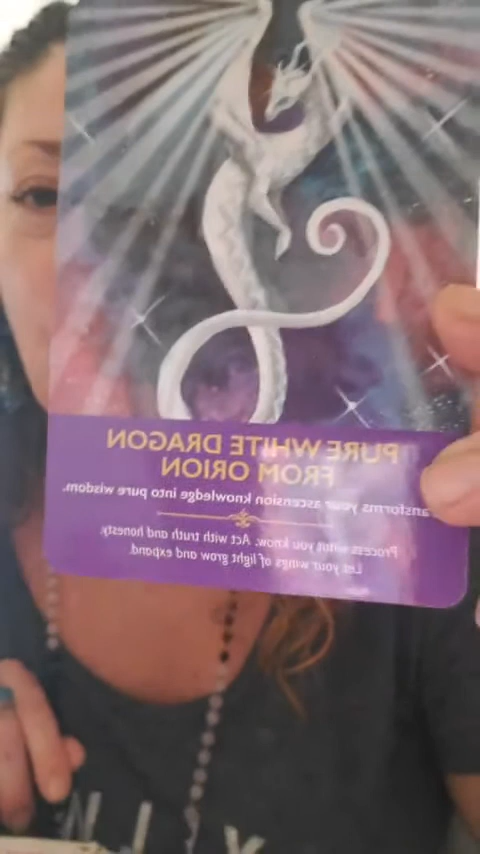 PURE WHITE DRAGON
FROM ORION
ansforms your ascension knowledge into pure wisdom.
Process what you know. Act with truth and honesty.
Let your wings of light grow and expand.